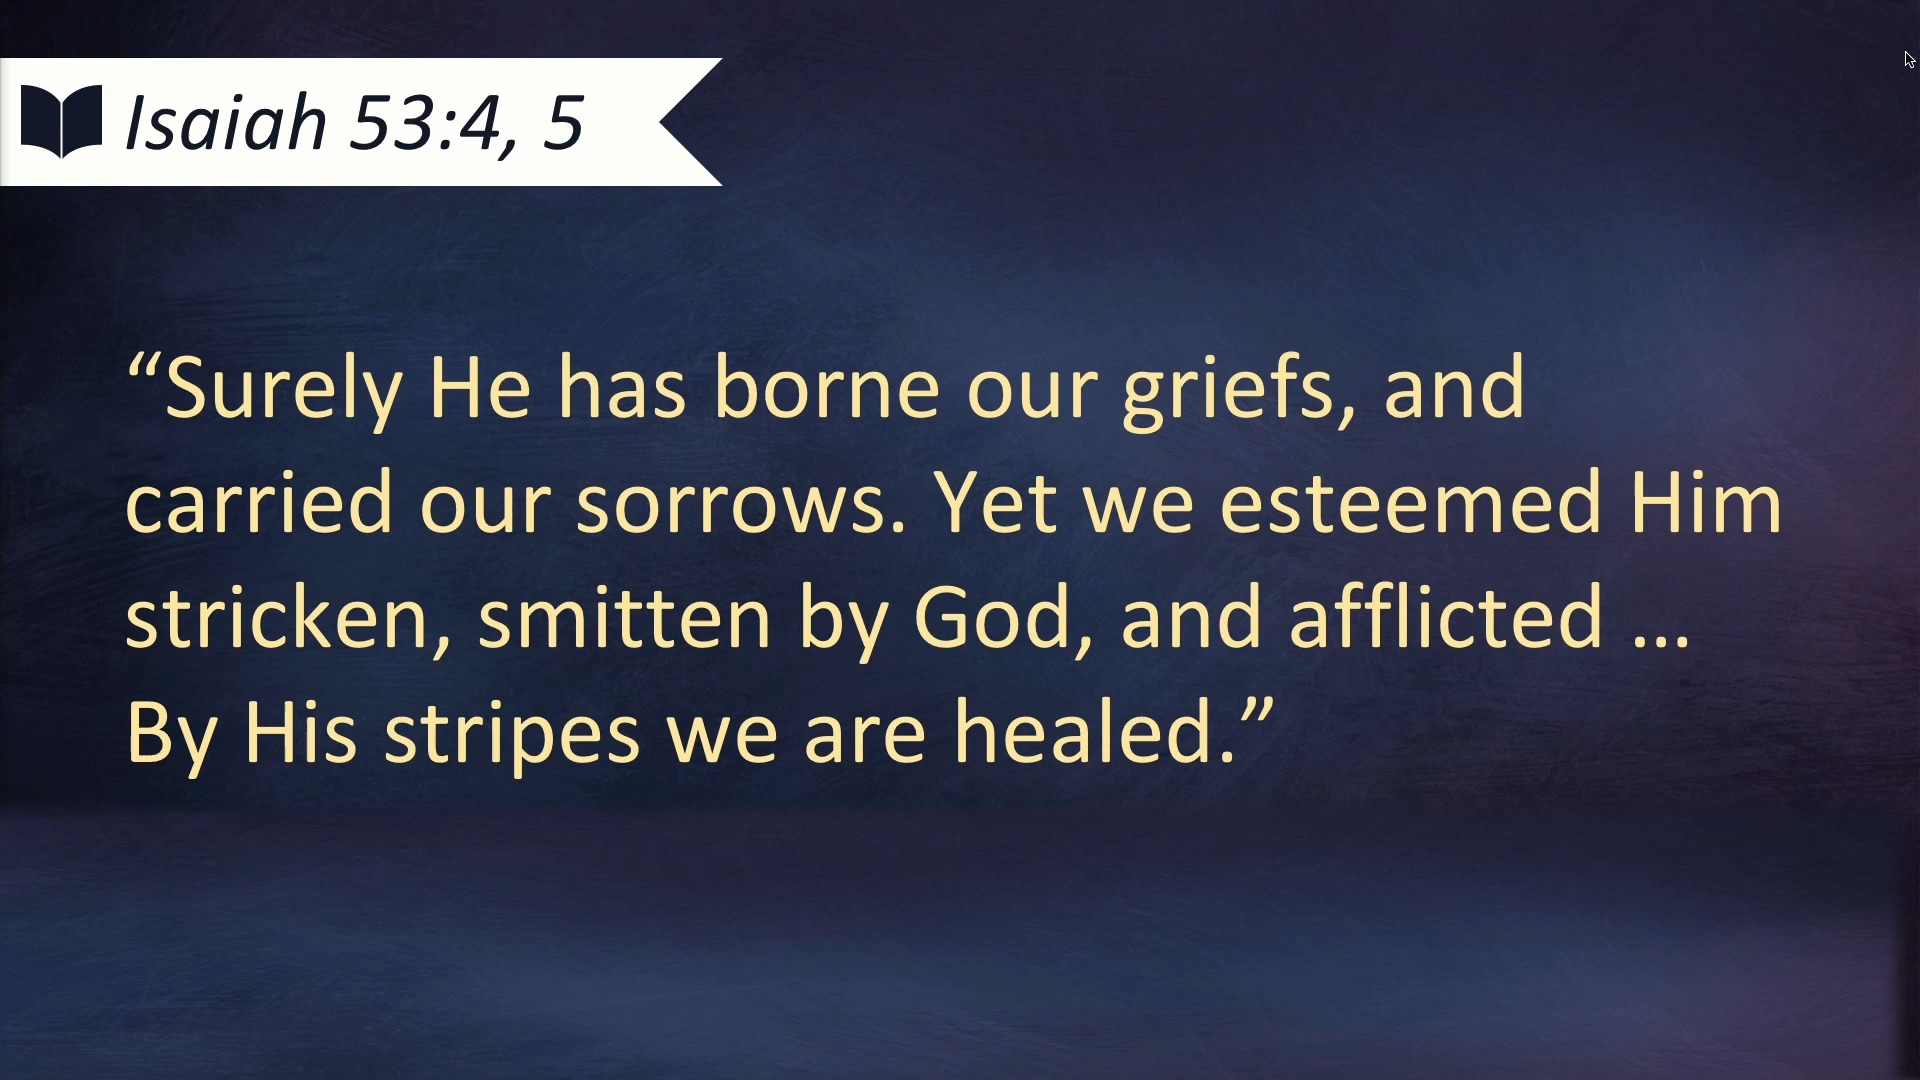 Isaiah 53:4, 5
“Surely He has borne our griefs, and
carried our sorrows. Yet we esteemed Him
stricken, smitten by God, and afflicted ...
By His stripes we are healed.”